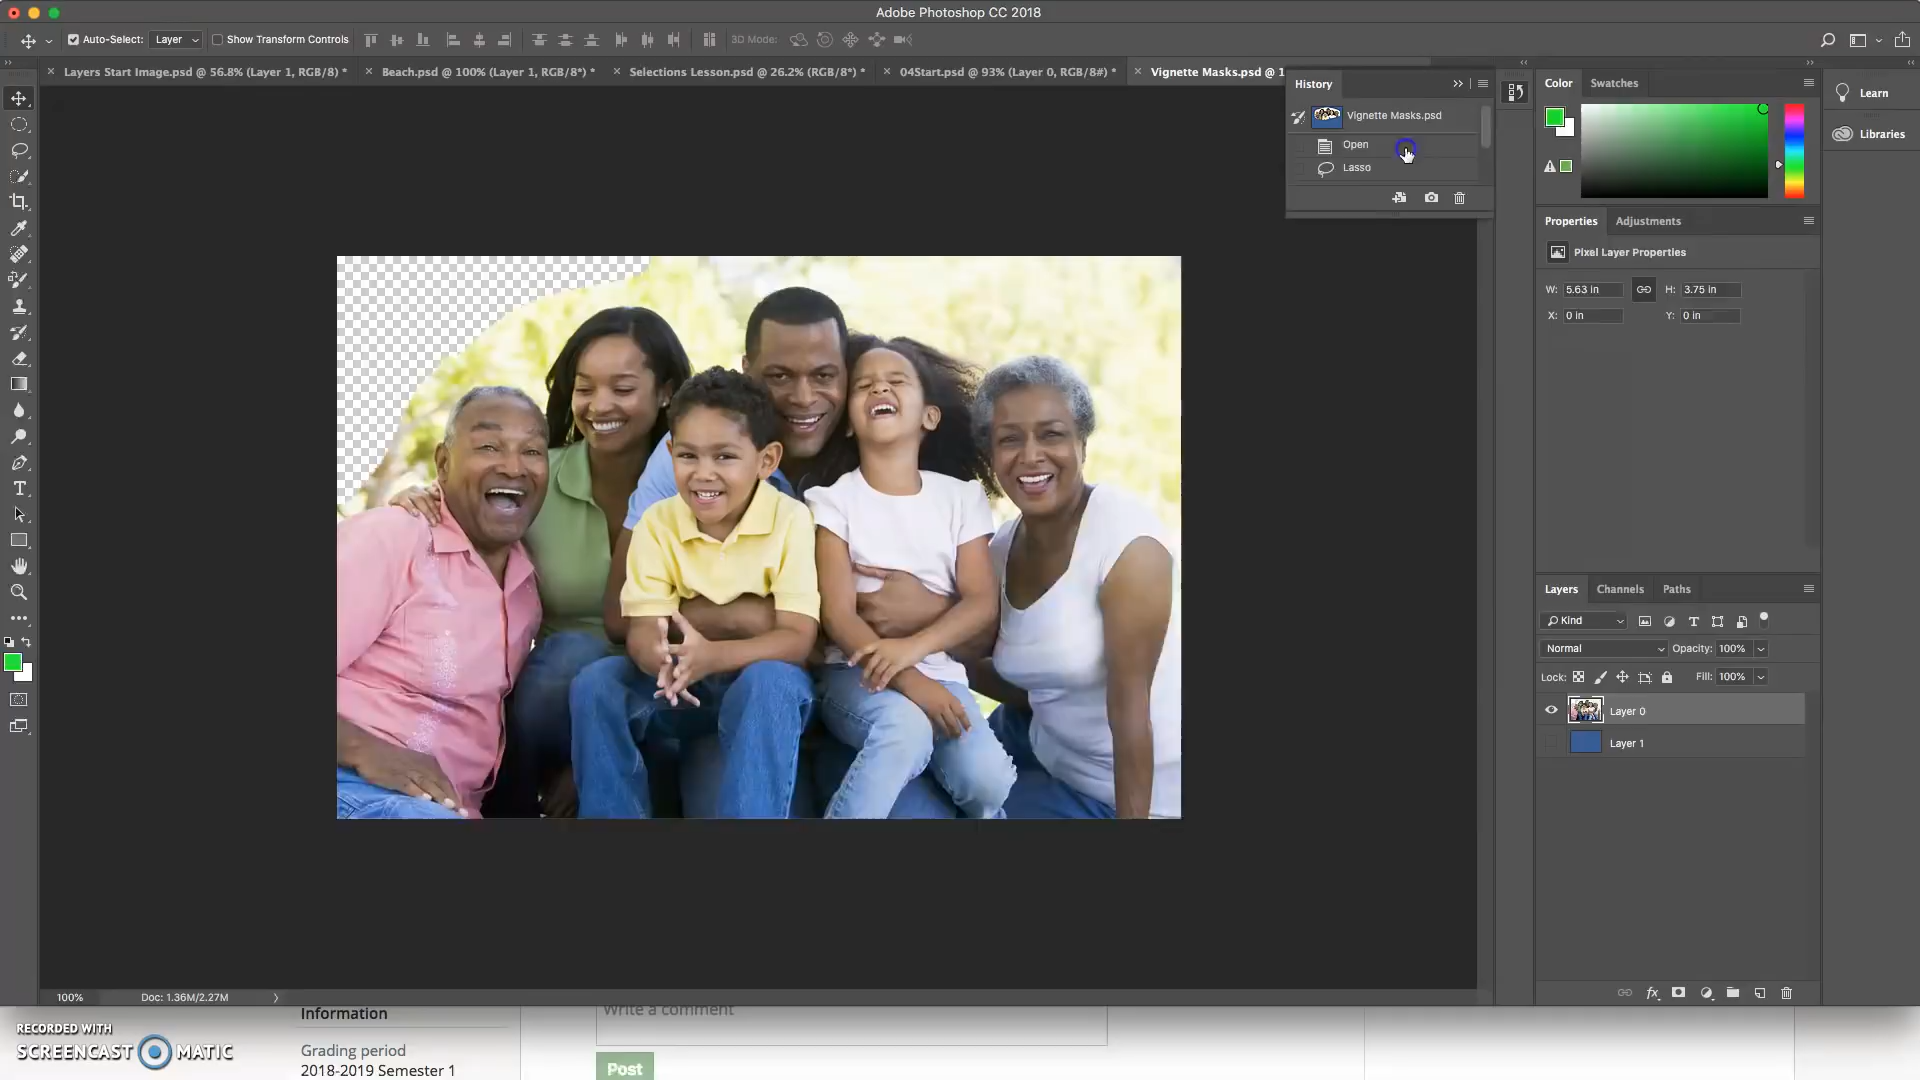 Adobe Photoshop CC 2018
Auto-Select: Layer Show Transform Controls 3D Mode:
Layers Start Image.psd @ 56.8% (Layer 1, RGB/8) * Beach.psd @ 100% (Layer 1, RGB/8*) * Selections Lesson.psd @ 26.2% (RGB/8*) * 04Start.psd @ 93% (Layer 0, RGB/8#) * Vignette Masks.psd @ 1
History
Vignette Masks.psd
Open
Lasso
Color Swatches
Learn
Libraries
Properties Adjustments
Pixel Layer Properties
W: 5.63 in H: 3.75 in
X: 0 in Y: 0 in
Layers Channels Paths
Kind
Normal Opacity: 100%
Lock: Fill: 100%
Layer 0
Layer 1
fx
100% Doc: 1.36M/2.27M
Information
Write a comment
Grading period
2018-2019 Semester 1
Post
RECORDED WITH
SCREENCAST MATIC